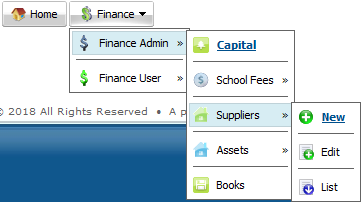 Home
Finance
Finance Admin »
Finance User »
Capital
School Fees »
Suppliers »
Assets »
Books
New
Edit
List
© 2018 All Rights Reserved • A p